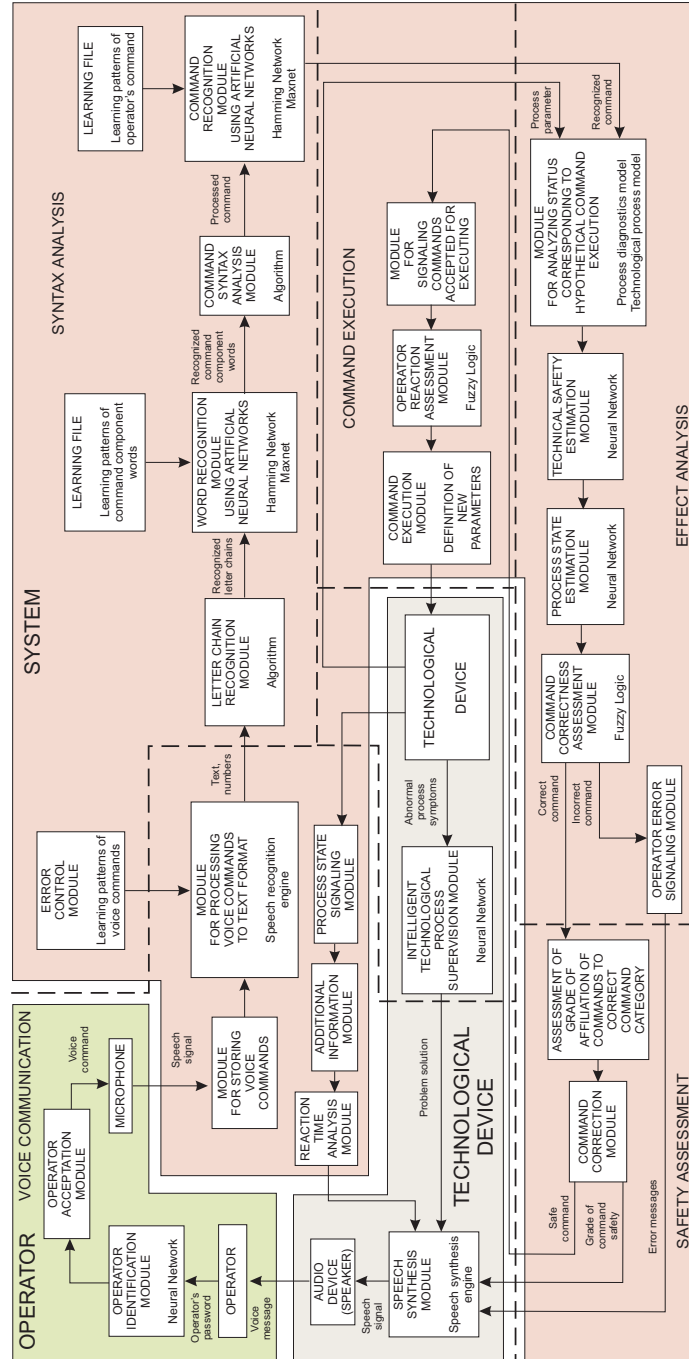 OPERATOR
VOICE COMMUNICATION
OPERATOR
ACCEPTATION
MODULE
Voice
command
MICROPHONE
Speech
signal
OPERATOR
IDENTIFICATION
MODULE
Neural Network
Operator's
password
OPERATOR
Voice
message
MODULE
FOR STORING
VOICE
COMMANDS
SYSTEM
ERROR
CONTROL
MODULE
Learning patterns of
voice commands
MODULE
FOR PROCESSING
VOICE COMMANDS
TO TEXT FORMAT
Speech recognition
engine
Text,
numbers
SYNTAX ANALYSIS
LETTER CHAIN
RECOGNITION
MODULE
Algorithm
Recognized
letter chains
LEARNING FILE
Learning patterns of
command component
words
WORD RECOGNITION
MODULE
USING ARTIFICIAL
NEURAL NETWORKS
Hamming Network
Maxnet
Recognized
command
component
words
COMMAND
SYNTAX
ANALYSIS
MODULE
Algorithm
Processed
command
LEARNING FILE
Learning patterns of
operator's command
COMMAND
RECOGNITION
MODULE
USING ARTIFICIAL
NEURAL NETWORKS
Hamming Network
Maxnet
REACTION
TIME
ANALYSIS
MODULE
ADDITIONAL
INFORMATION
MODULE
PROCESS STATE
SIGNALING
MODULE
COMMAND EXECUTION
COMMAND
EXECUTION
MODULE
DEFINITION OF
NEW
PARAMETERS
OPERATOR
REACTION
ASSESSMENT
MODULE
Fuzzy Logic
MODULE
FOR
SIGNALING
COMMANDS
ACCEPTED FOR
EXECUTING
AUDIO
DEVICE
(SPEAKER)
Speech
signal
SPEECH
SYNTHESIS
MODULE
Speech synthesis
engine
Problem solution
TECHNOLOGICAL
DEVICE
INTELLIGENT
TECHNOLOGICAL
PROCESS
SUPERVISION MODULE
Neural Network
Abnormal
process
symptoms
TECHNOLOGICAL
DEVICE
Safe
command
Grade of
command
safety
Error messages
SAFETY ASSESSMENT
COMMAND
CORRECTION
MODULE
ASSESSMENT OF
GRADE OF
AFFILIATION OF
COMMANDS TO
CORRECT
COMMAND
CATEGORY
OPERATOR ERROR
SIGNALING MODULE
Correct
command
Incorrect
command
EFFECT ANALYSIS
COMMAND
CORRECTNESS
ASSESSMENT
MODULE
Fuzzy Logic
PROCESS STATE
ESTIMATION
MODULE
Neural Network
TECHNICAL SAFETY
ESTIMATION
MODULE
Neural Network
MODULE
FOR ANALYZING STATUS
CORRESPONDING TO
HYPOTHETICAL COMMAND
EXECUTION
Process diagnostics model
Technological process model
Process
parameter
Recognized
command